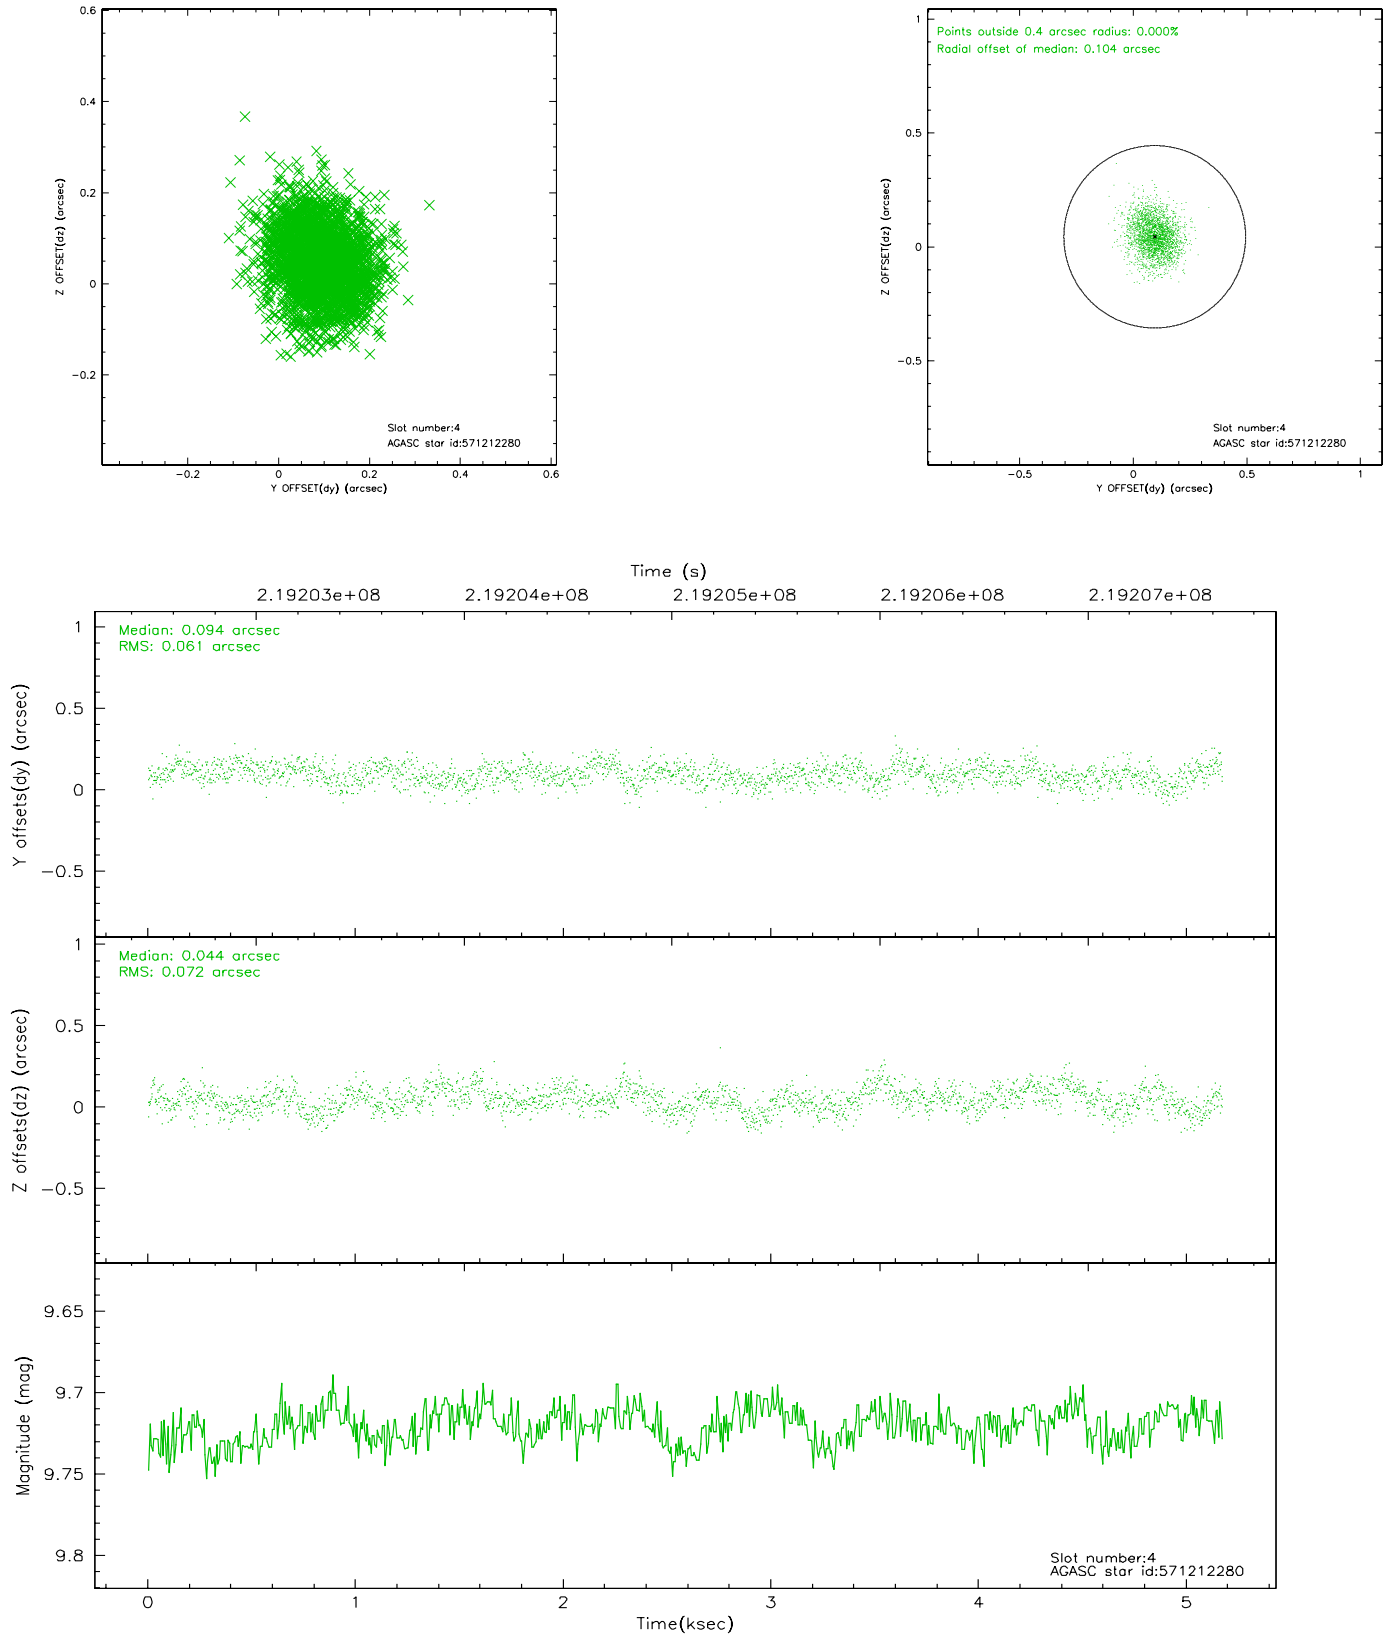 0.6
0.4
0.2
0
−0.2
Z OFFSET(dz) (arcsec)
Slot number:4
AGASC star id:571212280
−0.2 0 0.2 0.4 0.6
Y OFFSET(dy) (arcsec)
Points outside 0.4 arcsec radius: 0.000%
Radial offset of median: 0.104 arcsec
1
0.5
0
−0.5
Z OFFSET(dz) (arcsec)
Slot number:4
AGASC star id:571212280
−0.5 0 0.5 1
Y OFFSET(dy) (arcsec)
Time (s)
2.19203e+08 2.19204e+08 2.19205e+08 2.19206e+08 2.19207e+08
Median: 0.094 arcsec
RMS: 0.061 arcsec
1
0.5
0
−0.5
Y offsets(dy) (arcsec)
Median: 0.044 arcsec
RMS: 0.072 arcsec
1
0.5
0
−0.5
Z offsets(dz) (arcsec)
9.65
9.7
9.75
9.8
Magnitude (mag)
Slot number:4
AGASC star id:571212280
0 1 2 3 4 5
Time(ksec)